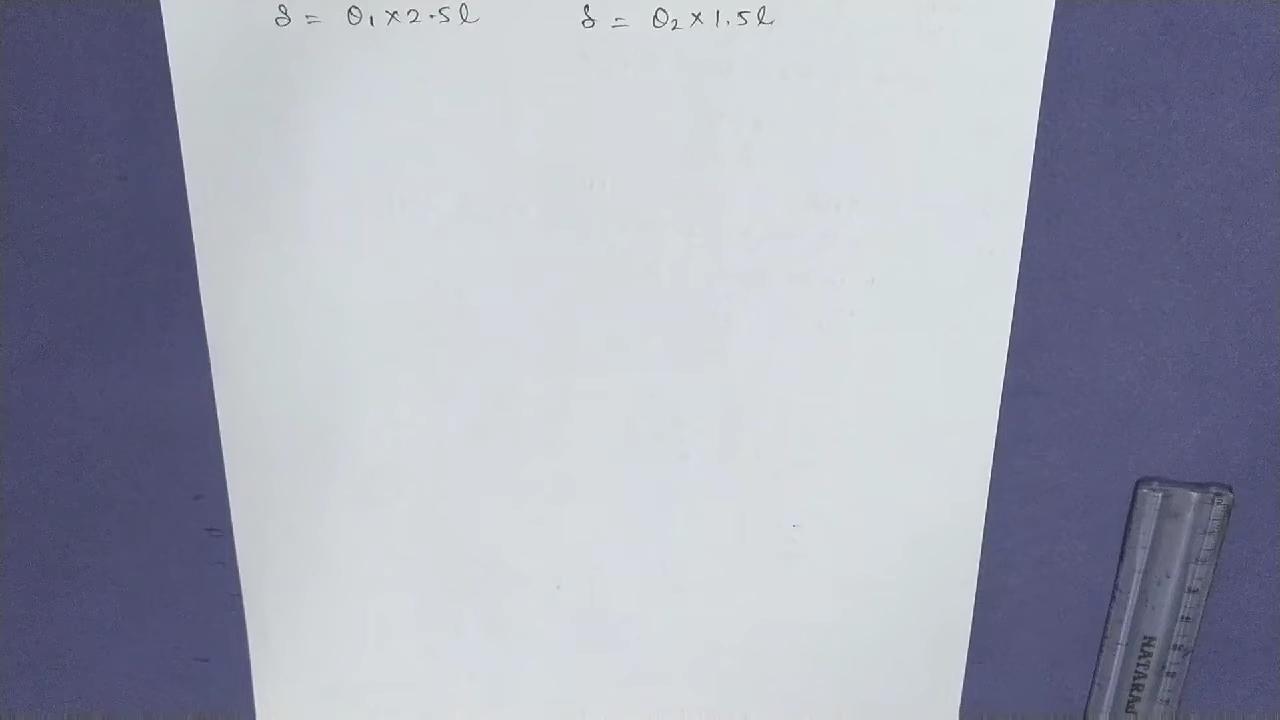 δ = θ₁ × 2.5l δ = θ₂ × 1.5l
NATARAJ